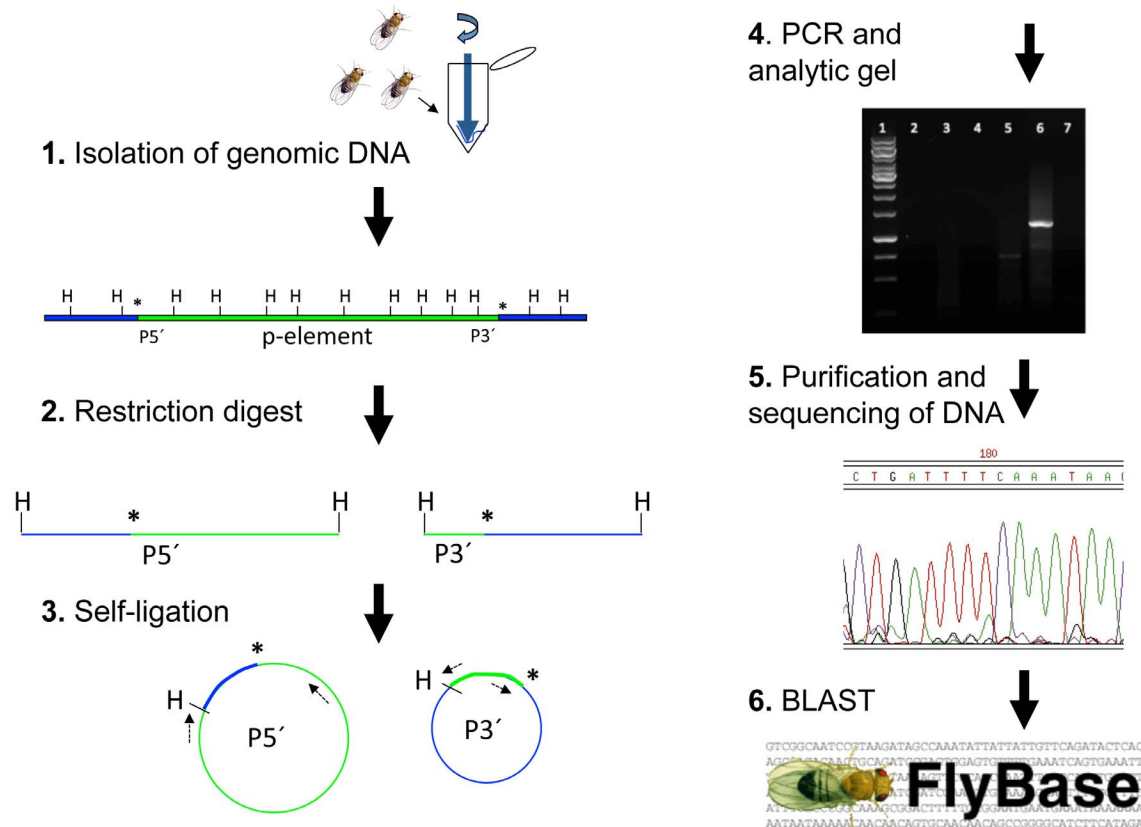 1. Isolation of genomic DNA
H H * H H H H H H H H H * H H
P5´ p-element P3´
2. Restriction digest
H * H H * H
P5´ P3´
3. Self-ligation
* H *
H
P5´ P3´
4. PCR and
analytic gel
1 2 3 4 5 6 7
5. Purification and
sequencing of DNA
180
C T G A T T T T C A A A T A A
6. BLAST
FlyBase